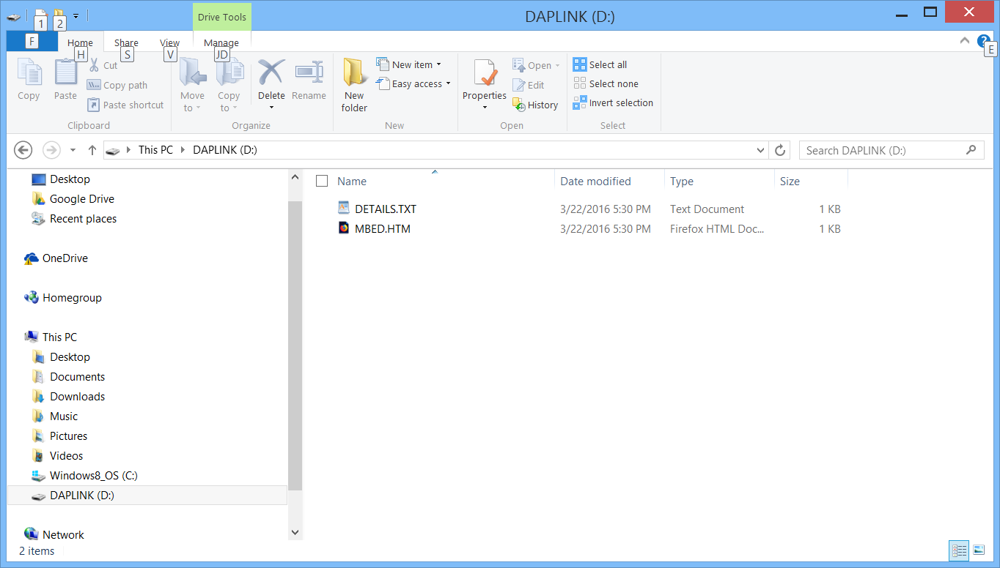 DAPLINK (D:)
Drive Tools
1 2
F
Home Share View Manage
H S V JD E
Copy
Paste
Cut
Copy path
Paste shortcut
Clipboard
Move to
Copy to
Delete
Rename
Organize
New folder
New item
Easy access
New
Properties
Open
Edit
History
Open
Select all
Select none
Invert selection
Select
This PC DAPLINK (D:)
Search DAPLINK (D:)
Desktop
Google Drive
Recent places
OneDrive
Homegroup
This PC
Desktop
Documents
Downloads
Music
Pictures
Videos
Windows8_OS (C:)
DAPLINK (D:)
Network
Name Date modified Type Size
DETAILS.TXT 3/22/2016 5:30 PM Text Document 1 KB
MBED.HTM 3/22/2016 5:30 PM Firefox HTML Doc... 1 KB
2 items